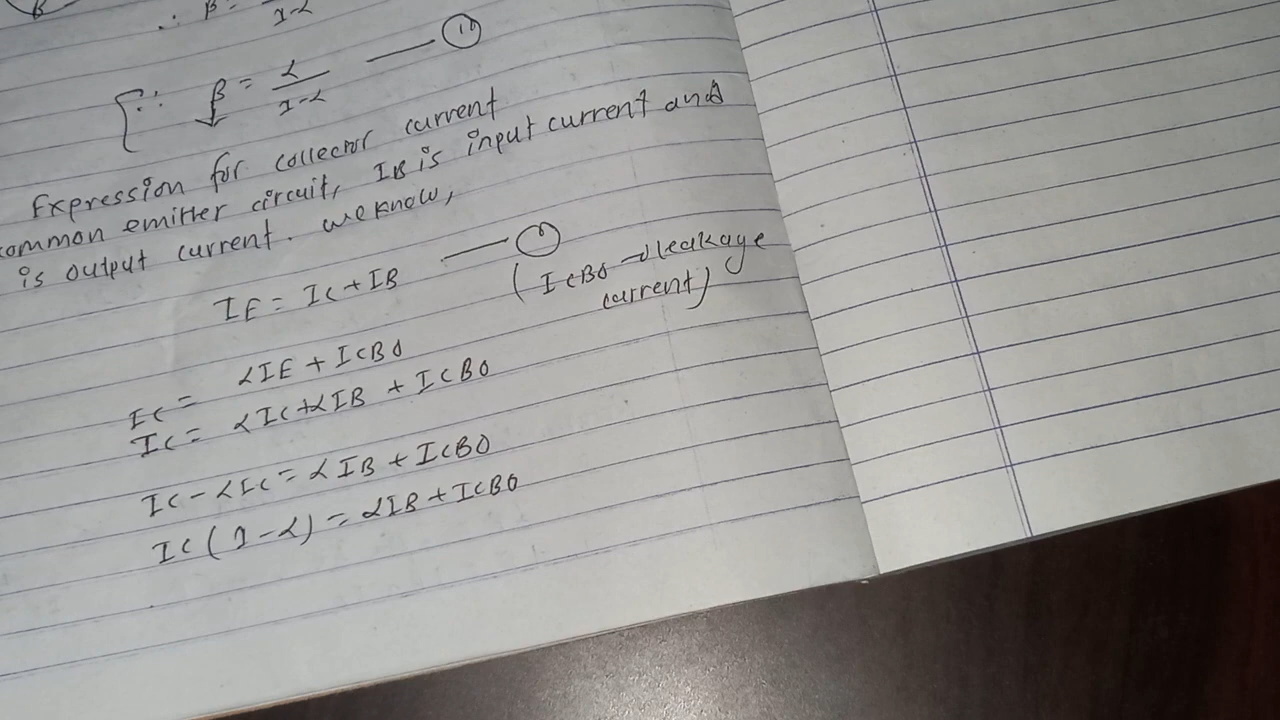 ∴ β =
1-α
∵ β = α/1-α — (ii)
Expression for collector current
common emitter circuit, IB is input current and
is output current. we know,
IE = IC + IB — (i)
(ICBO → leakage
current)
IC = αIE + ICBO
IC = αIC + αIB + ICBO
IC - αIC = αIB + ICBO
IC (1-α) = αIB + ICBO